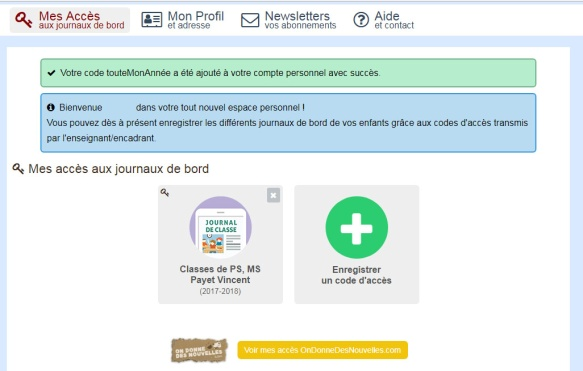 Mes Accès
aux journaux de bord
Mon Profil
et adresse
Newsletters
vos abonnements
Aide
et contact
Votre code touteMonAnnée a été ajouté à votre compte personnel avec succès.
Bienvenue dans votre tout nouvel espace personnel !
Vous pouvez dès à présent enregistrer les différents journaux de bord de vos enfants grâce aux codes d'accès transmis
par l'enseignant/encadrant.
Mes accès aux journaux de bord
JOURNAL
DE CLASSE
Classes de PS, MS
Payet Vincent
(2017-2018)
Enregistrer
un code d'accès
ON DONNE
DES NOUVELLES
Voir mes accès OnDonneDesNouvelles.com